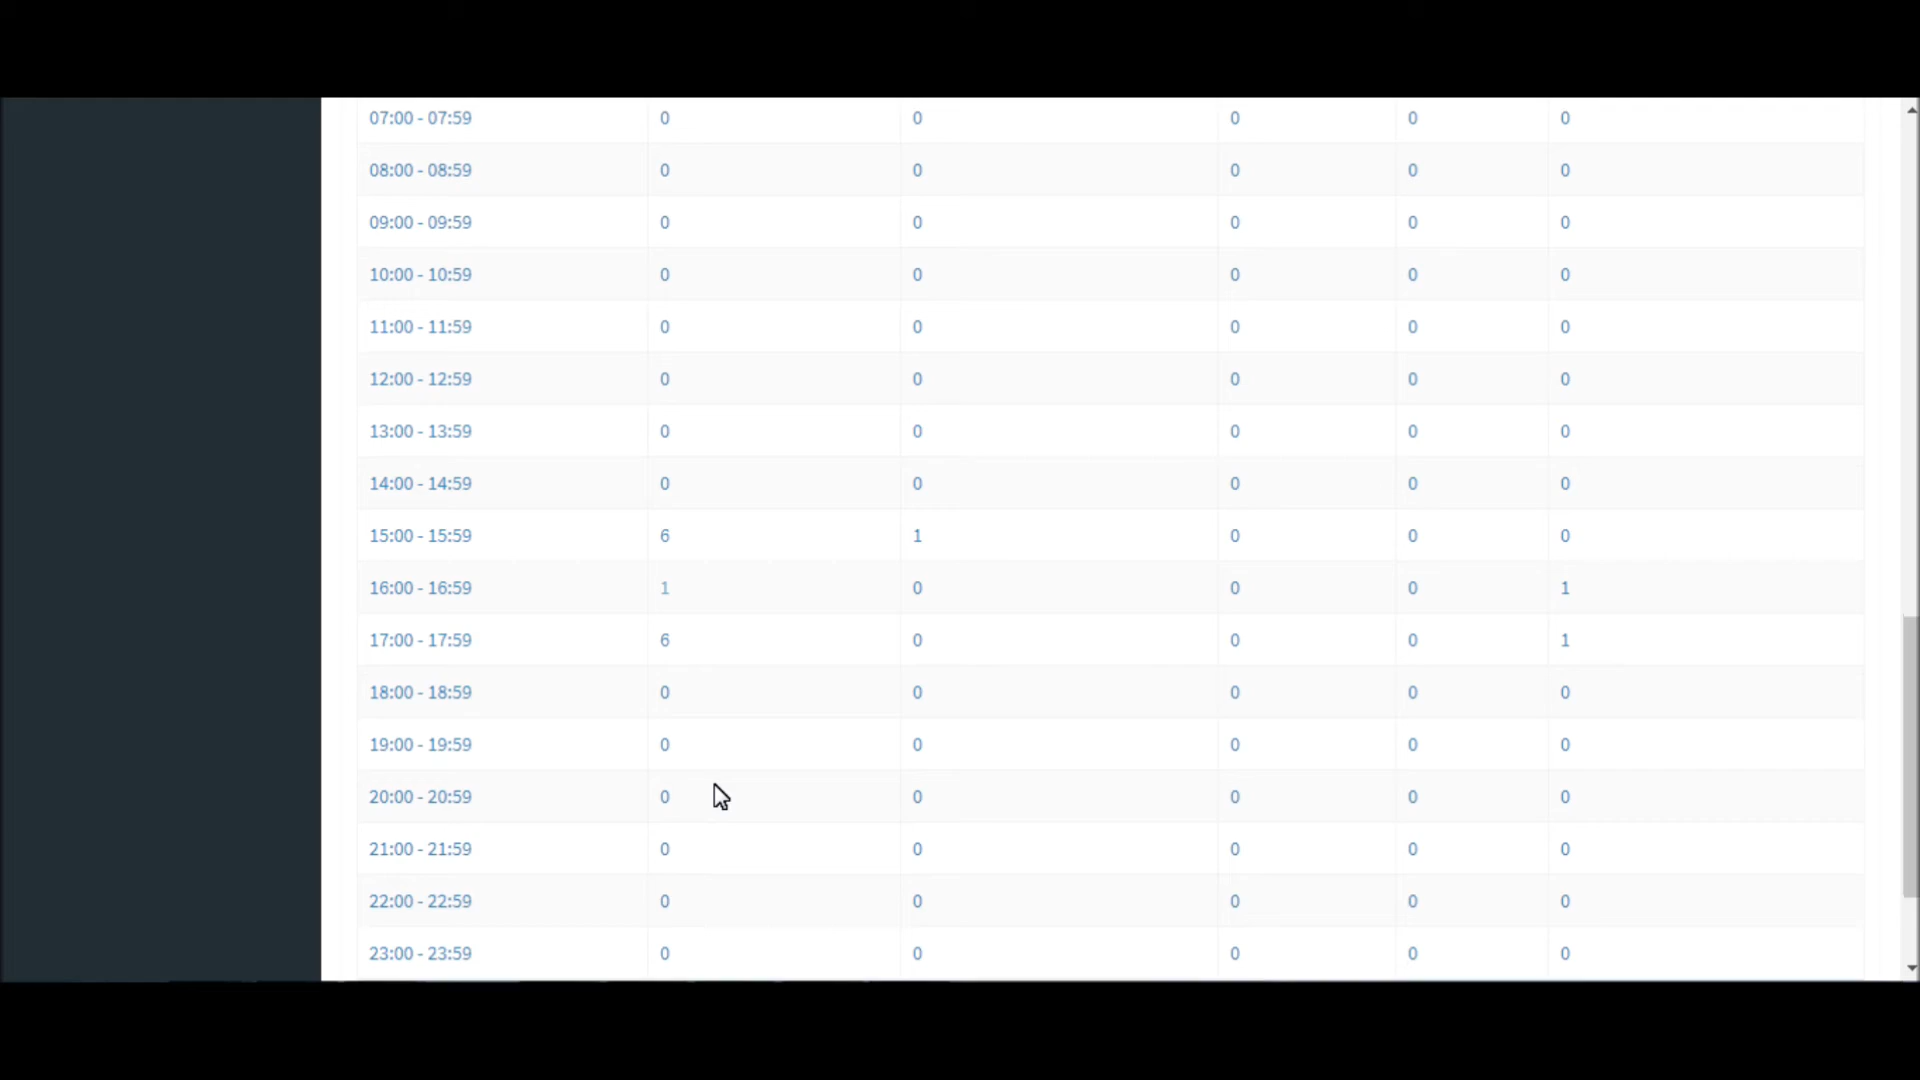 07:00 - 07:59 0 0 0 0 0
08:00 - 08:59 0 0 0 0 0
09:00 - 09:59 0 0 0 0 0
10:00 - 10:59 0 0 0 0 0
11:00 - 11:59 0 0 0 0 0
12:00 - 12:59 0 0 0 0 0
13:00 - 13:59 0 0 0 0 0
14:00 - 14:59 0 0 0 0 0
15:00 - 15:59 6 1 0 0 0
16:00 - 16:59 1 0 0 0 1
17:00 - 17:59 6 0 0 0 1
18:00 - 18:59 0 0 0 0 0
19:00 - 19:59 0 0 0 0 0
20:00 - 20:59 0 0 0 0 0
21:00 - 21:59 0 0 0 0 0
22:00 - 22:59 0 0 0 0 0
23:00 - 23:59 0 0 0 0 0